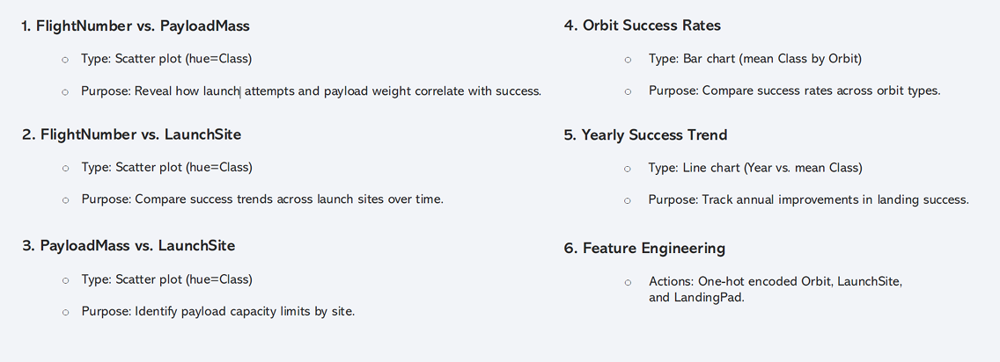 1. FlightNumber vs. PayloadMass
○ Type: Scatter plot (hue=Class)
○ Purpose: Reveal how launch attempts and payload weight correlate with success.
2. FlightNumber vs. LaunchSite
○ Type: Scatter plot (hue=Class)
○ Purpose: Compare success trends across launch sites over time.
3. PayloadMass vs. LaunchSite
○ Type: Scatter plot (hue=Class)
○ Purpose: Identify payload capacity limits by site.
4. Orbit Success Rates
○ Type: Bar chart (mean Class by Orbit)
○ Purpose: Compare success rates across orbit types.
5. Yearly Success Trend
○ Type: Line chart (Year vs. mean Class)
○ Purpose: Track annual improvements in landing success.
6. Feature Engineering
○ Actions: One-hot encoded Orbit, LaunchSite,
and LandingPad.